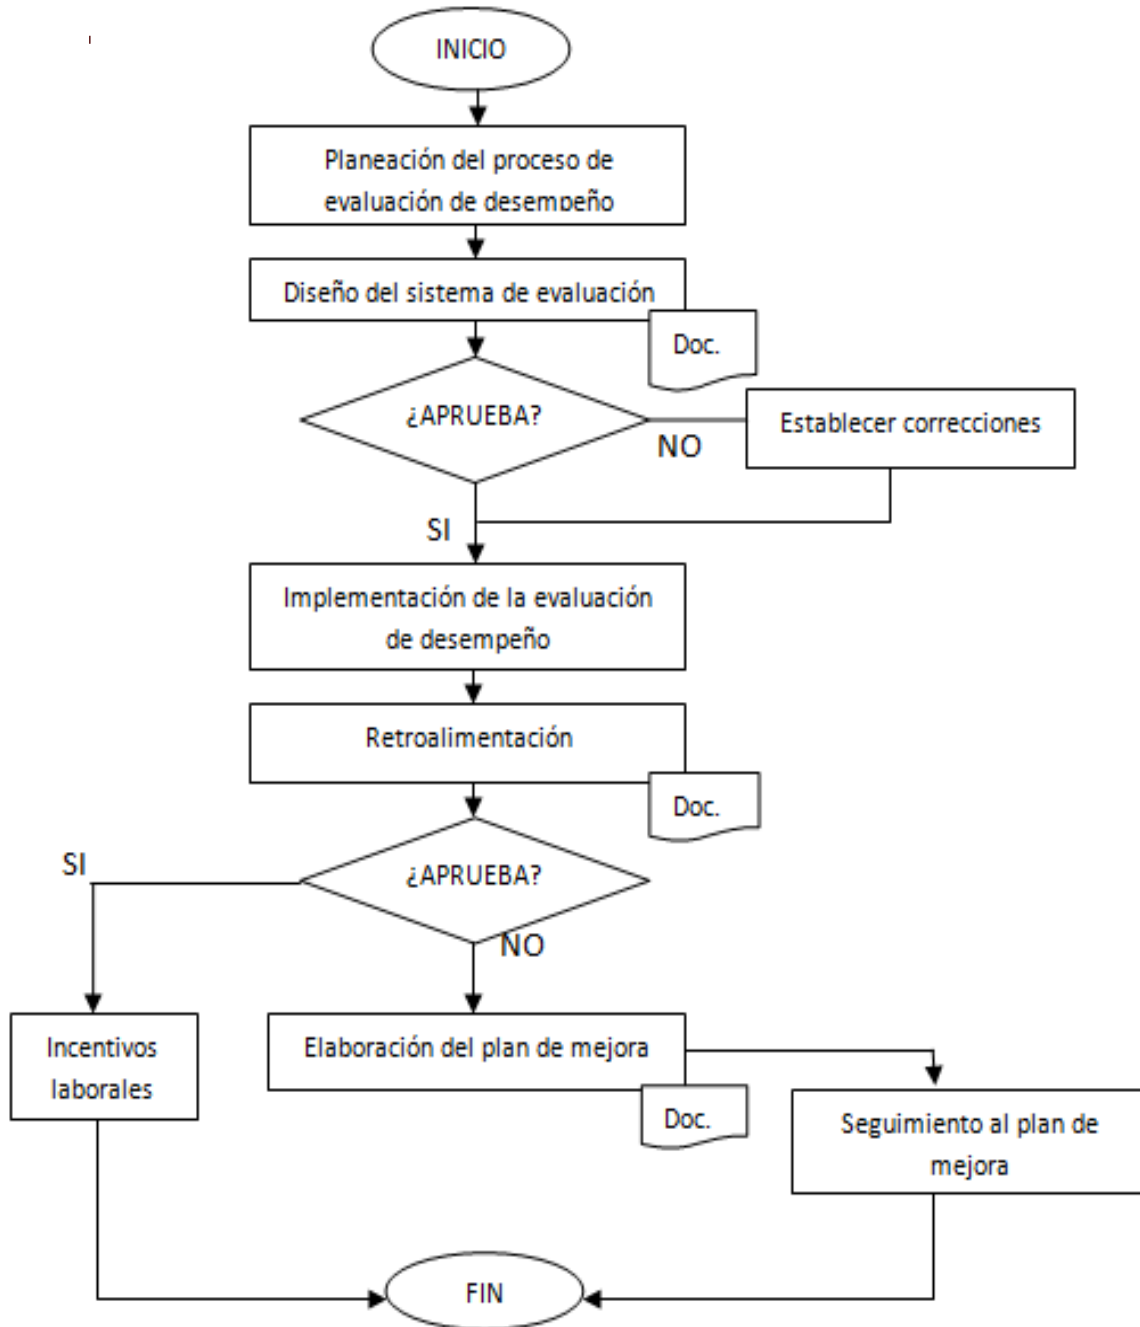 INICIO
Planeación del proceso de
evaluación de desempeño
Diseño del sistema de evaluación
Doc.
¿APRUEBA?
NO
Establecer correcciones
SI
Implementación de la evaluación
de desempeño
Retroalimentación
Doc.
¿APRUEBA?
SI
NO
Incentivos
laborales
Elaboración del plan de mejora
Doc.
Seguimiento al plan de
mejora
FIN